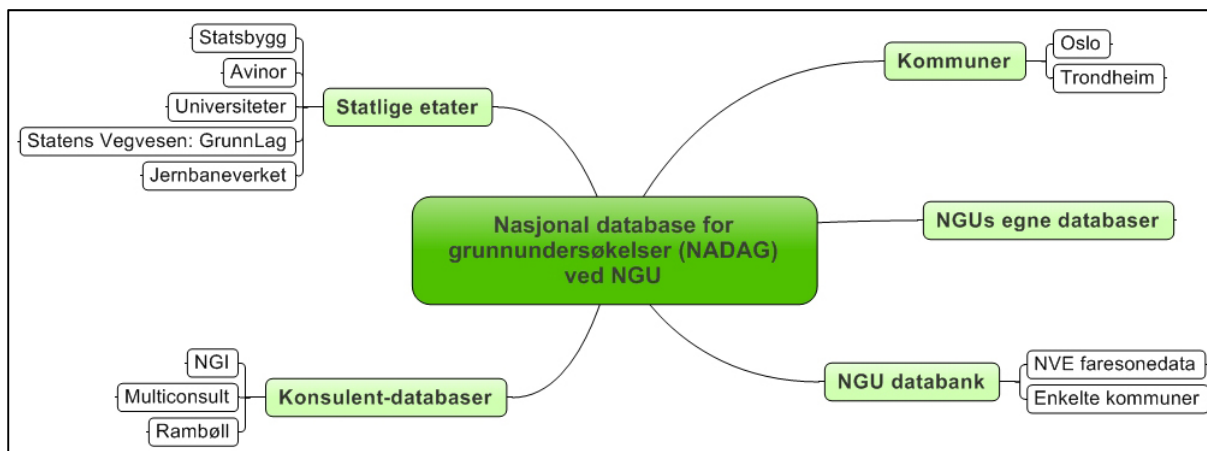 Statsbygg
Avinor
Universiteter
Statens Vegvesen: GrunnLag
Jernbaneverket
Statlige etater
Kommuner
Oslo
Trondheim
Nasjonal database for
grunnundersøkelser (NADAG)
ved NGU
NGUs egne databaser
NGI
Multiconsult
Rambøll
Konsulent-databaser
NGU databank
NVE faresonedata
Enkelte kommuner